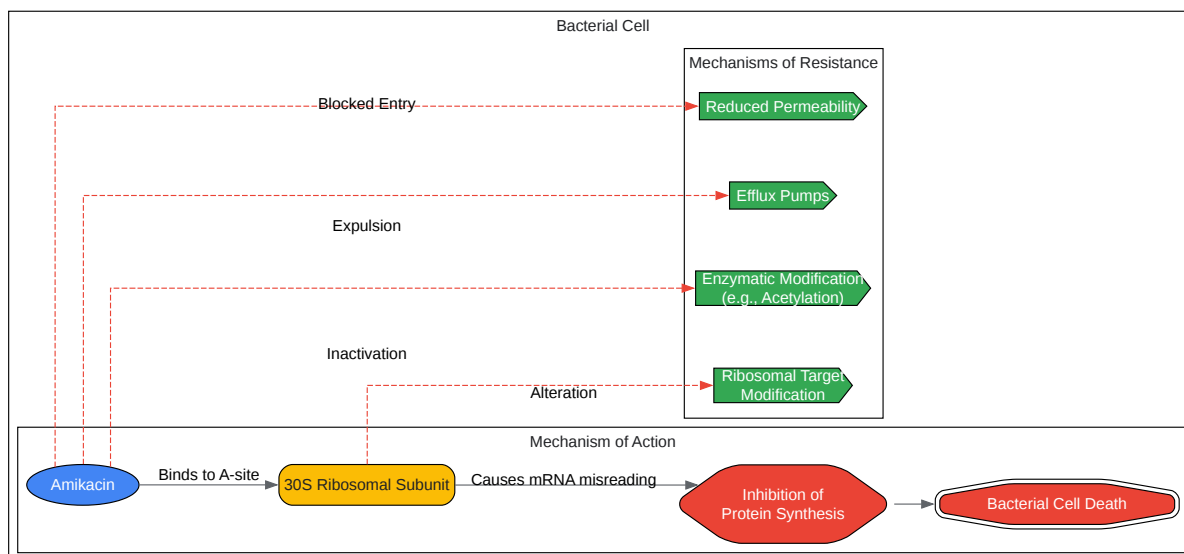 Bacterial Cell
Mechanisms of Resistance
Blocked Entry
Reduced Permeability
Efflux Pumps
Expulsion
Enzymatic Modification
(e.g., Acetylation)
Inactivation
Ribosomal Target
Modification
Alteration
Mechanism of Action
Amikacin
Binds to A-site
30S Ribosomal Subunit
Causes mRNA misreading
Inhibition of
Protein Synthesis
Bacterial Cell Death